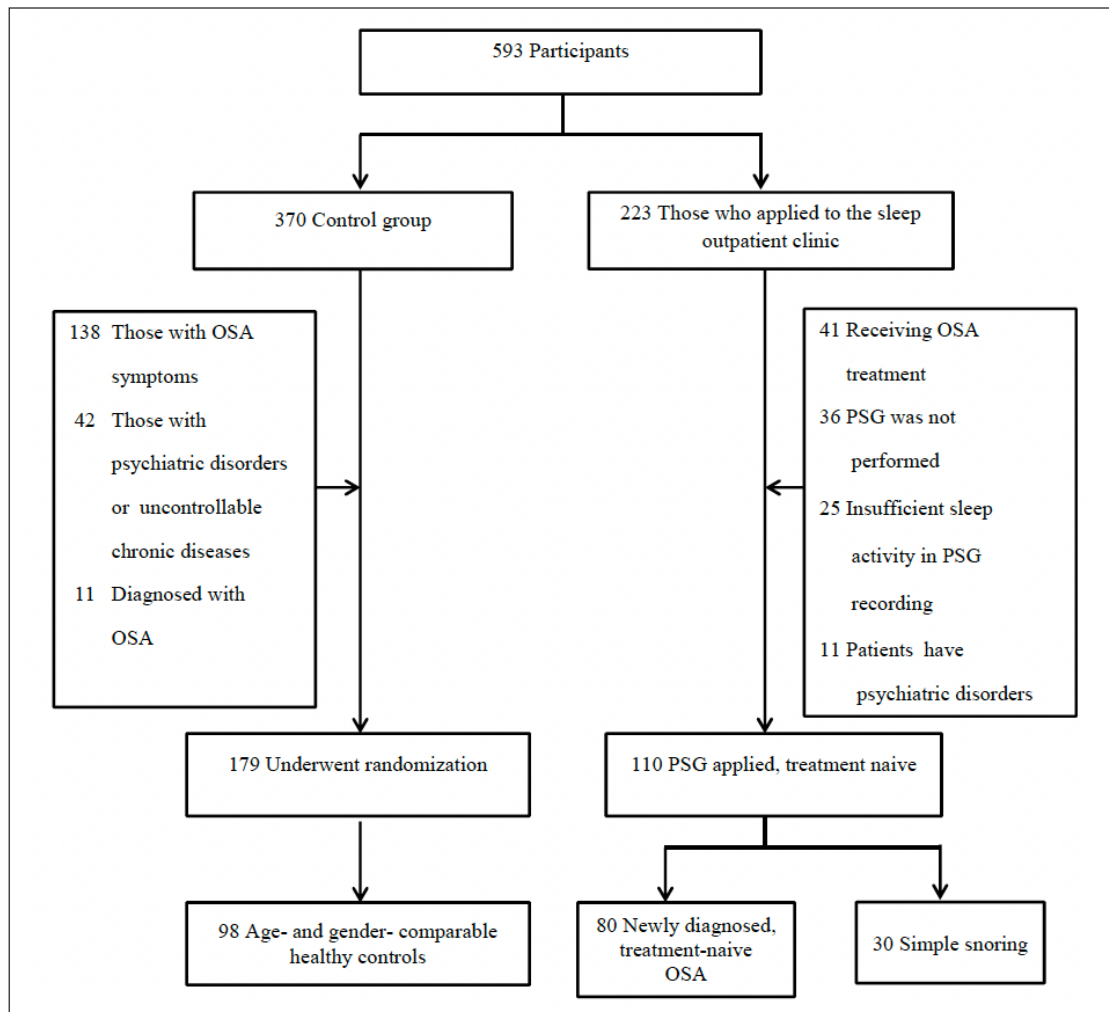 593 Participants
370 Control group
223 Those who applied to the sleep
outpatient clinic
138 Those with OSA
symptoms
42 Those with
psychiatric disorders
or uncontrollable
chronic diseases
11 Diagnosed with
OSA
41 Receiving OSA
treatment
36 PSG was not
performed
25 Insufficient sleep
activity in PSG
recording
11 Patients have
psychiatric disorders
179 Underwent randomization
110 PSG applied, treatment naive
98 Age- and gender- comparable
healthy controls
80 Newly diagnosed,
treatment-naive
OSA
30 Simple snoring